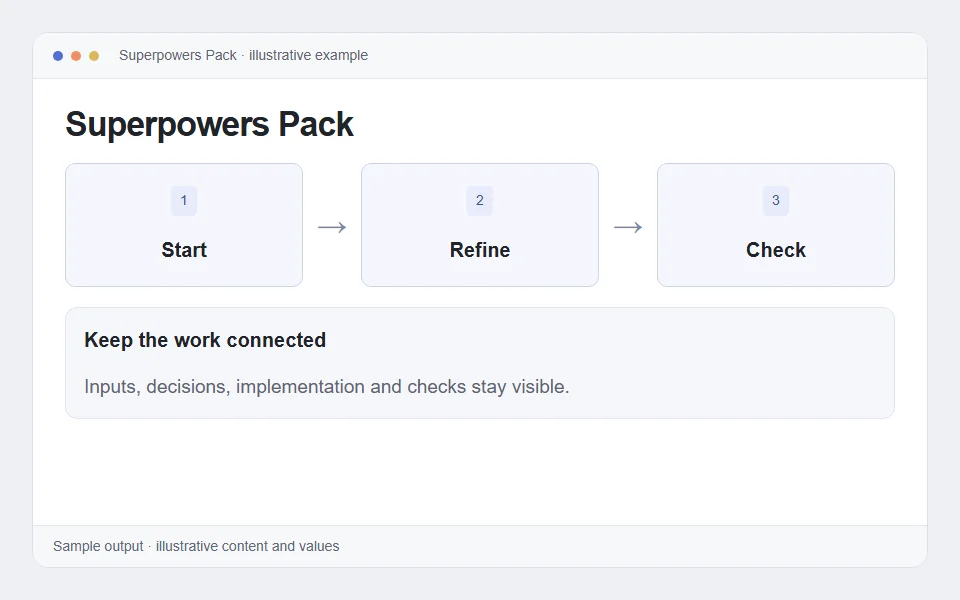 Superpowers Pack · illustrative example
Superpowers Pack
1
Start
→
2
Refine
→
3
Check
Keep the work connected
Inputs, decisions, implementation and checks stay visible.
Sample output · illustrative content and values